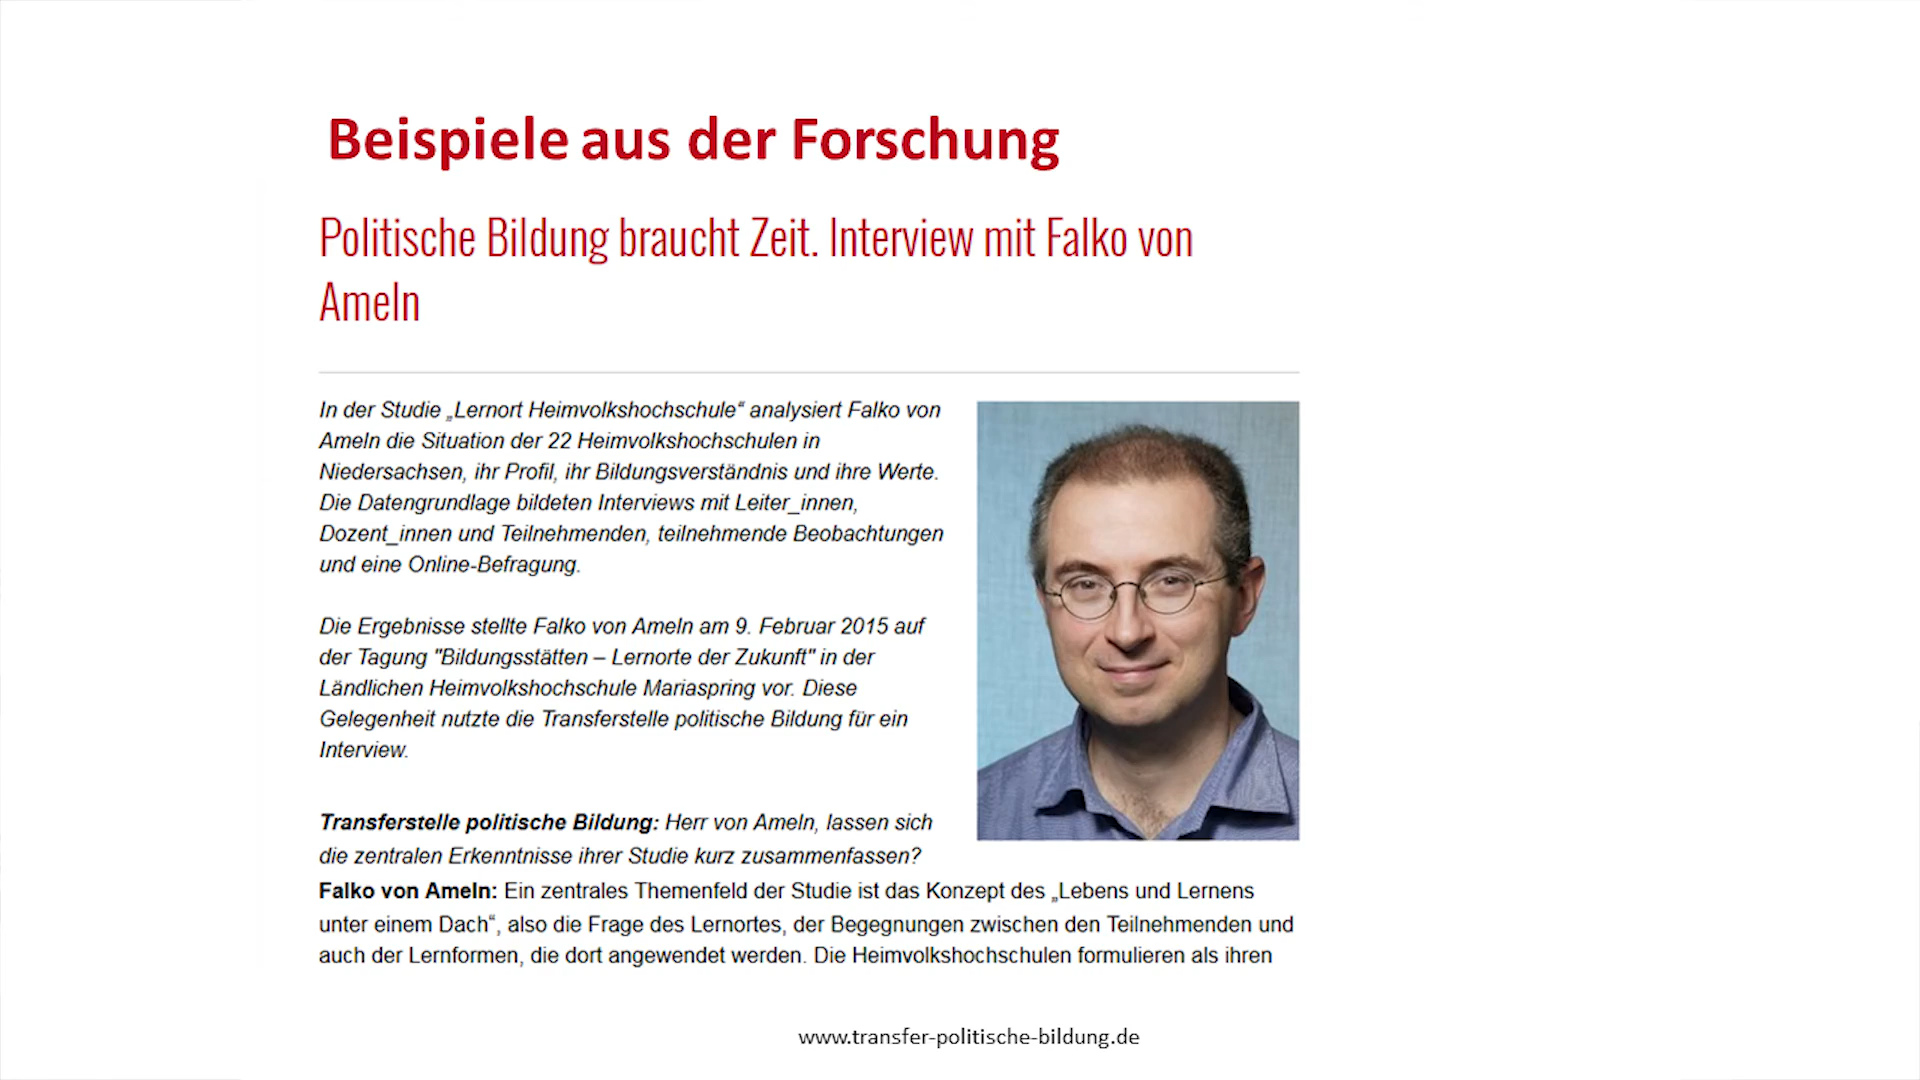 Beispiele aus der Forschung
Politische Bildung braucht Zeit. Interview mit Falko von
Ameln
In der Studie „Lernort Heimvolkshochschule“ analysiert Falko von
Ameln die Situation der 22 Heimvolkshochschulen in
Niedersachsen, ihr Profil, ihr Bildungsverständnis und ihre Werte.
Die Datengrundlage bildeten Interviews mit Leiter_innen,
Dozent_innen und Teilnehmenden, teilnehmende Beobachtungen
und eine Online-Befragung.
Die Ergebnisse stellte Falko von Ameln am 9. Februar 2015 auf
der Tagung "Bildungsstätten – Lernorte der Zukunft" in der
Ländlichen Heimvolkshochschule Mariaspring vor. Diese
Gelegenheit nutzte die Transferstelle politische Bildung für ein
Interview.
Transferstelle politische Bildung: Herr von Ameln, lassen sich
die zentralen Erkenntnisse ihrer Studie kurz zusammenfassen?
Falko von Ameln: Ein zentrales Themenfeld der Studie ist das Konzept des „Lebens und Lernens
unter einem Dach“, also die Frage des Lernortes, der Begegnungen zwischen den Teilnehmenden und
auch der Lernformen, die dort angewendet werden. Die Heimvolkshochschulen formulieren als ihren
www.transfer-politische-bildung.de